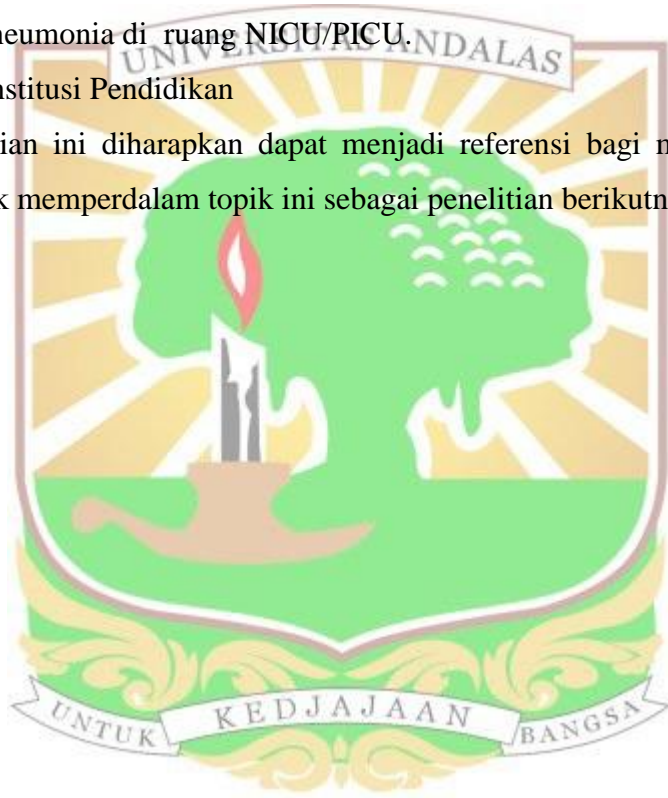 neumonia di ruang NICU/PICU.
UNIVERSITAS ANDALAS
nstitusi Pendidikan
ian ini diharapkan dapat menjadi referensi bagi
k memperdalam topik ini sebagai penelitian
UNTUK KEDJAJAAN BANGSA